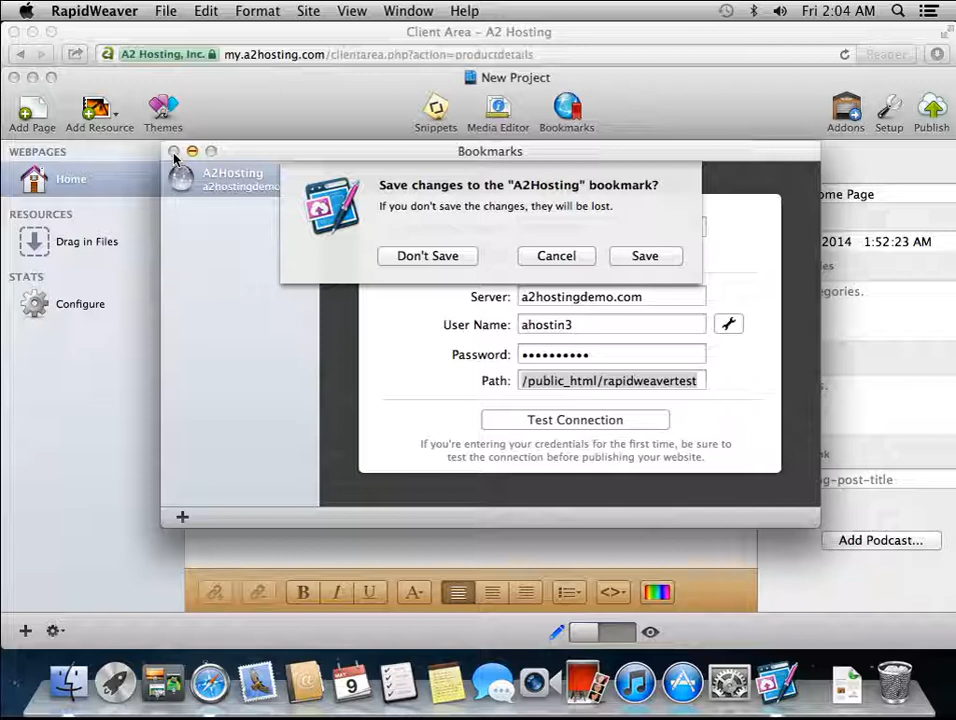 RapidWeaver File Edit Format Site View Window Help Fri 2:04 AM
Client Area – A2 Hosting
A2 Hosting, Inc. my.a2hosting.com/clientarea.php?action=productdetails Reader
New Project
Add Page Add Resource Themes Snippets Media Editor Bookmarks Addons Setup Publish
WEBPAGES
Home
RESOURCES
Drag in Files
STATS
Configure
Bookmarks
A2Hosting
a2hostingdemo
Save changes to the "A2Hosting" bookmark?
If you don't save the changes, they will be lost.
Don't Save Cancel Save
Server: a2hostingdemo.com
User Name: ahostin3
Password: ••••••••••
Path: /public_html/rapidweavertest
Test Connection
If you're entering your credentials for the first time, be sure to
test the connection before publishing your website.
ome Page
2014 1:52:23 AM
egories.
g-post-title
Add Podcast...
B I U A
<>
MAY
9